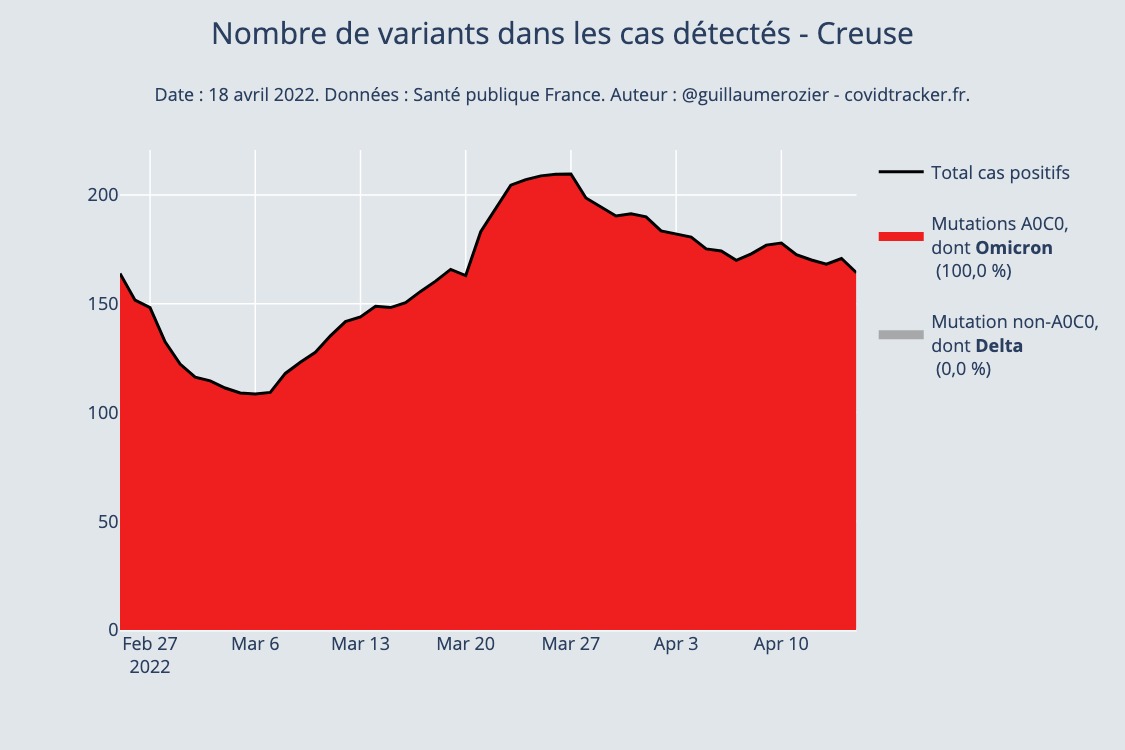 Nombre de variants dans les cas détectés - Creuse
Date : 18 avril 2022. Données : Santé publique France. Auteur : @guillaumerozier - covidtracker.fr.
Total cas positifs
Mutations A0C0,
dont Omicron
(100,0 %)
Mutation non-A0C0,
dont Delta
(0,0 %)
200
150
100
50
0
Feb 27 Mar 6 Mar 13 Mar 20 Mar 27 Apr 3 Apr 10
2022